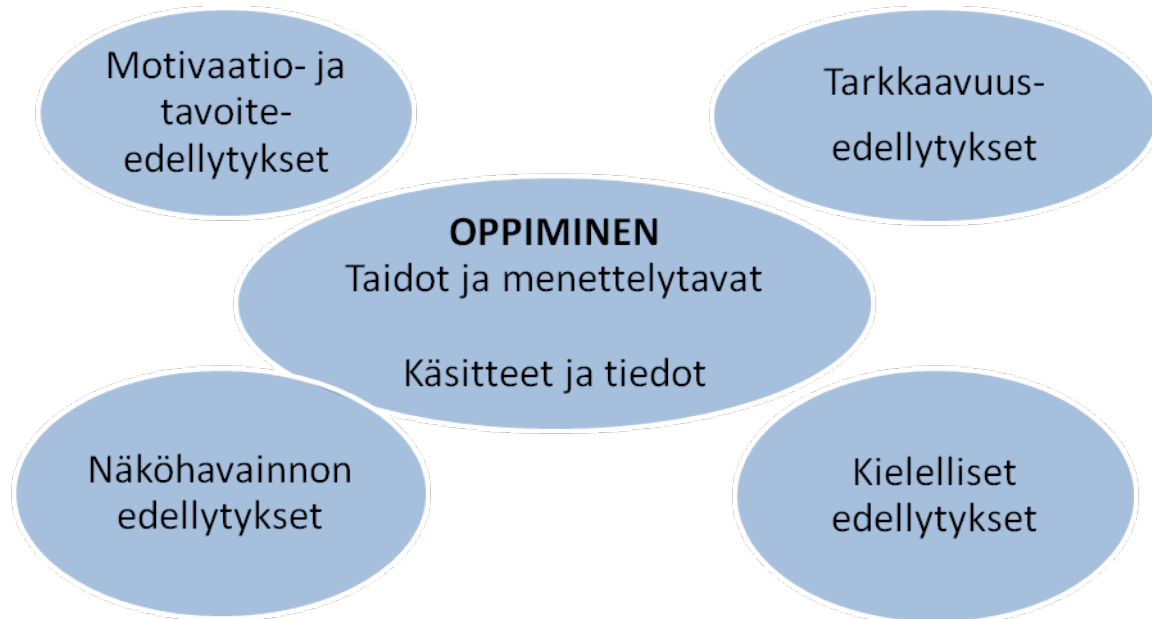 Motivaatio- ja
tavoite-
edellytykset
Tarkkaavuus-
edellytykset
OPPIMINEN
Taidot ja menettelytavat
Käsitteet ja tiedot
Näköhavainnon
edellytykset
Kielelliset
edellytykset